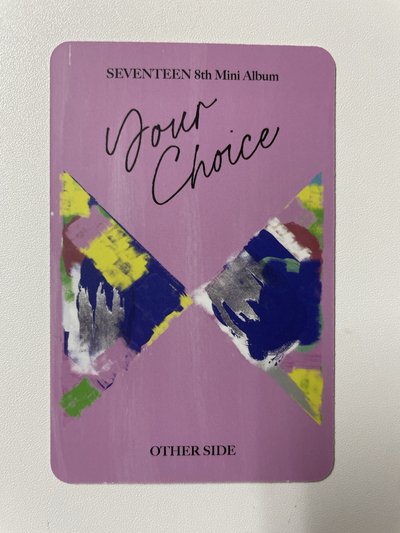 SEVENTEEN 8th Mini Album
Your
Choice
OTHER SIDE